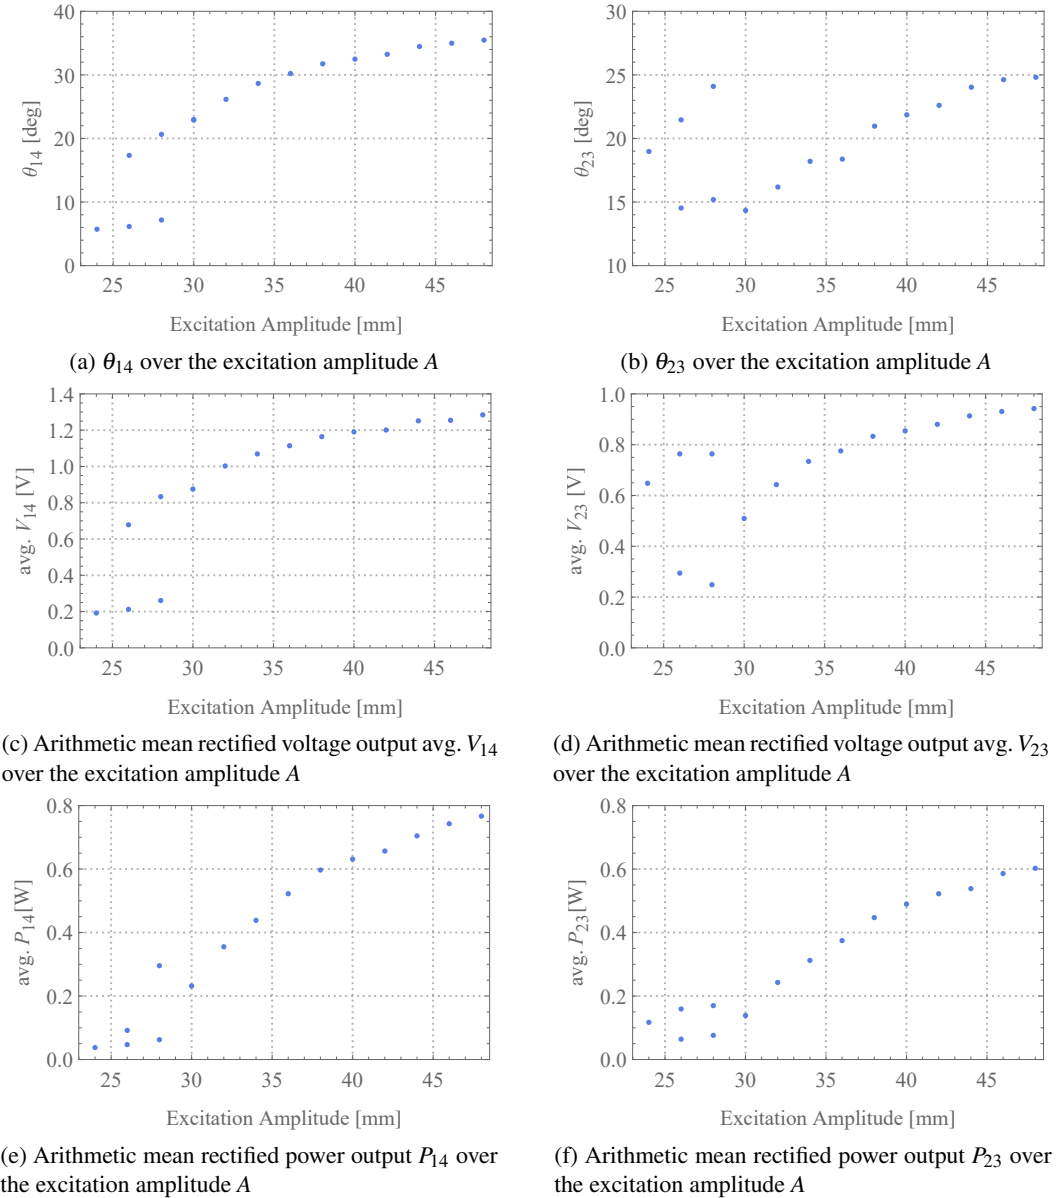 40
30
20
10
0
θ14 [deg]
25 30 35 40 45
Excitation Amplitude [mm]
(a) θ14 over the excitation amplitude A
30
25
20
15
10
θ23 [deg]
25 30 35 40 45
Excitation Amplitude [mm]
(b) θ23 over the excitation amplitude A
1.4
1.2
1.0
0.8
0.6
0.4
0.2
0.0
avg. V14 [V]
25 30 35 40 45
Excitation Amplitude [mm]
(c) Arithmetic mean rectified voltage output avg. V14
over the excitation amplitude A
1.0
0.8
0.6
0.4
0.2
0.0
avg. V23 [V]
25 30 35 40 45
Excitation Amplitude [mm]
(d) Arithmetic mean rectified voltage output avg. V23
over the excitation amplitude A
0.8
0.6
0.4
0.2
0.0
avg. P14[W]
25 30 35 40 45
Excitation Amplitude [mm]
(e) Arithmetic mean rectified power output P14 over
the excitation amplitude A
0.8
0.6
0.4
0.2
0.0
avg. P23[W]
25 30 35 40 45
Excitation Amplitude [mm]
(f) Arithmetic mean rectified power output P23 over
the excitation amplitude A